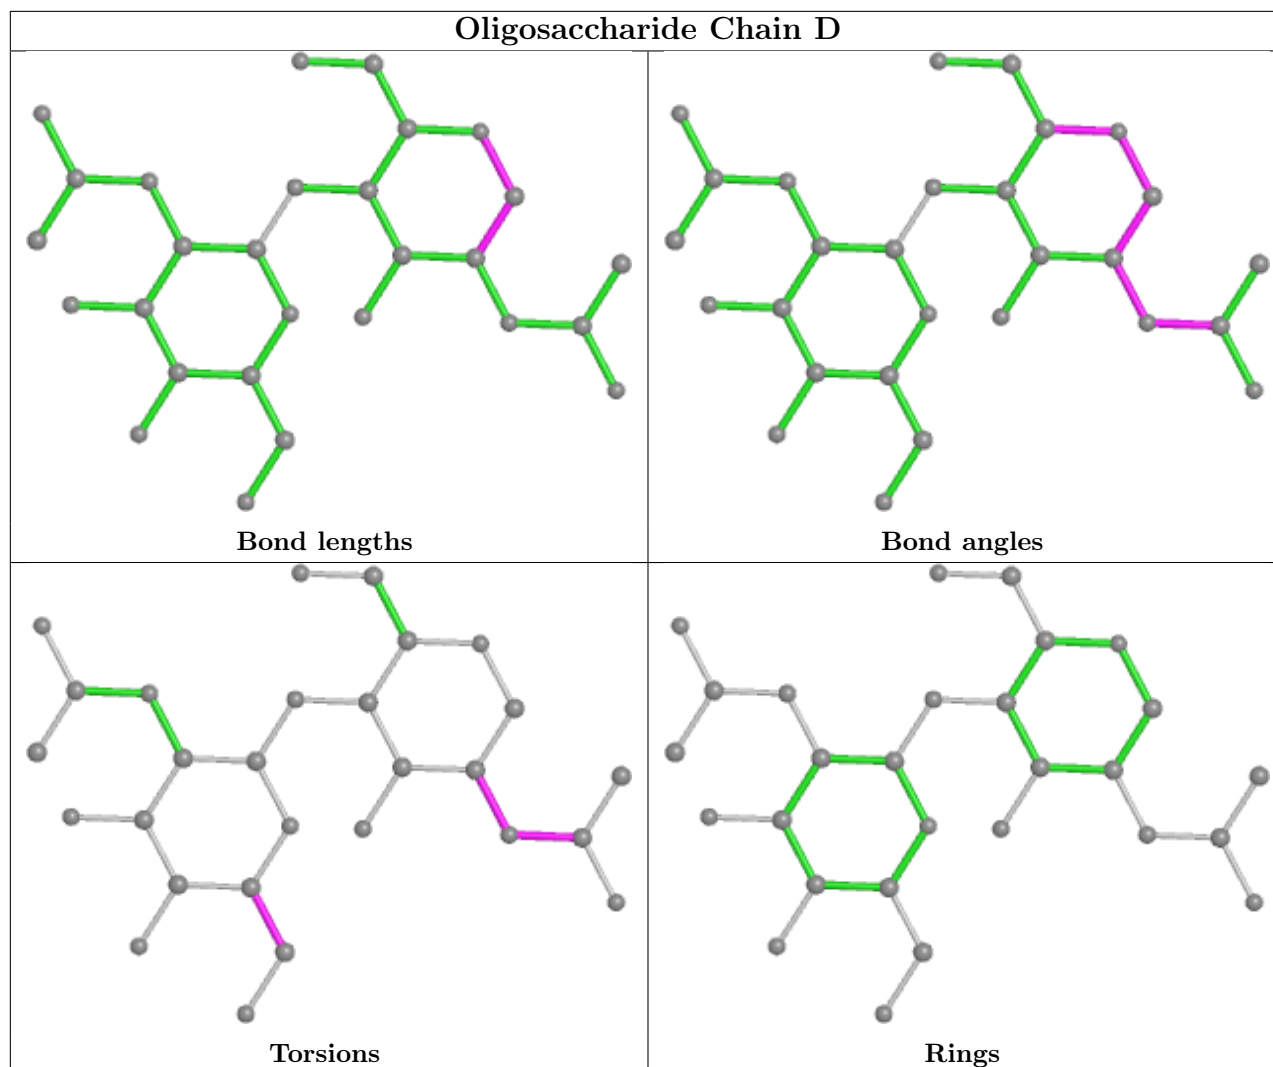 Oligosaccharide Chain D
Bond lengths
Bond angles
Torsions
Rings